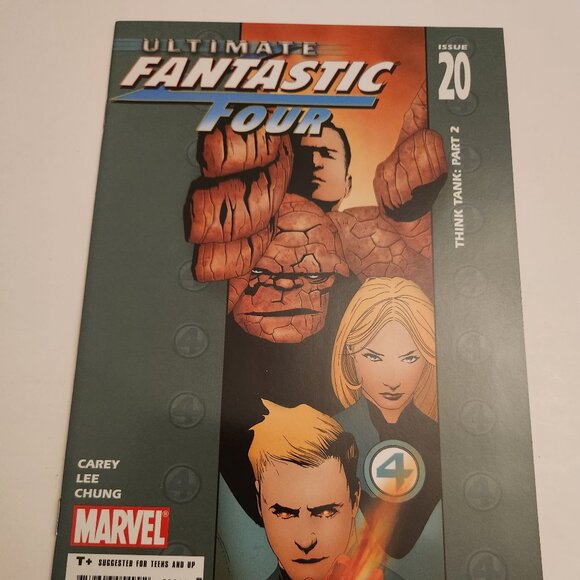 ULTIMATE
FANTASTIC
FOUR
ISSUE
20
THINK TANK: PART 2
4
CAREY
LEE
CHUNG
MARVEL®
T+ SUGGESTED FOR TEENS AND UP